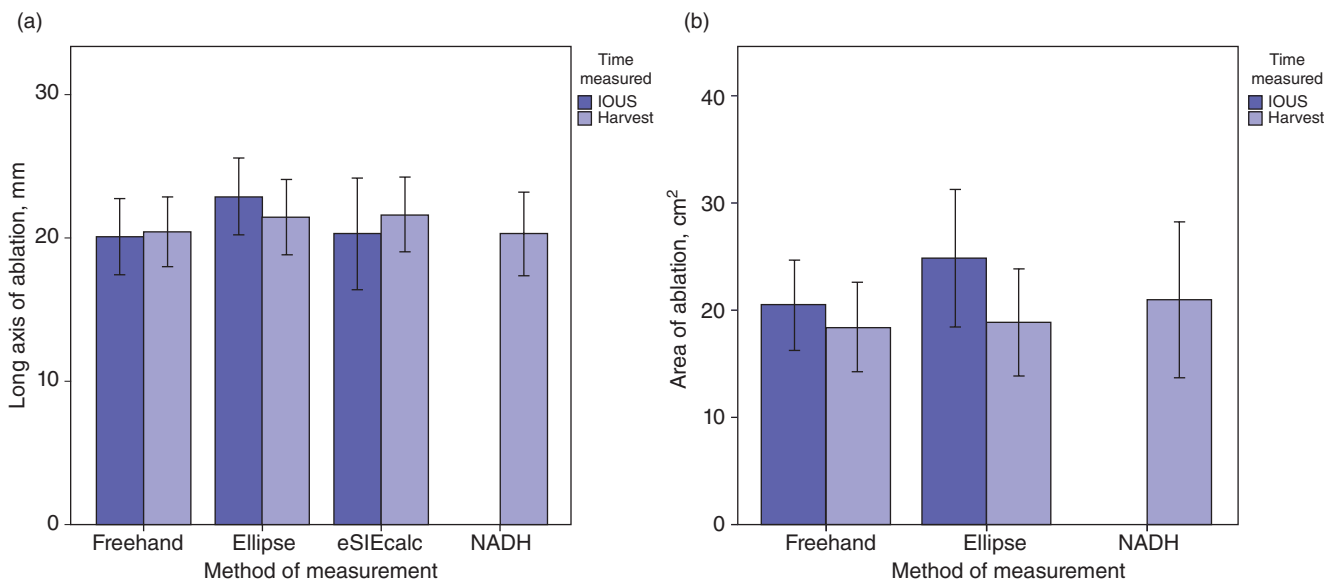 (a)
Time
measured
IOUS
Harvest
30
20
10
0
Long axis of ablation, mm
Freehand Ellipse eSIEcalc NADH
Method of measurement
(b)
Time
measured
IOUS
Harvest
40
30
20
10
0
Area of ablation, cm²
Freehand Ellipse NADH
Method of measurement